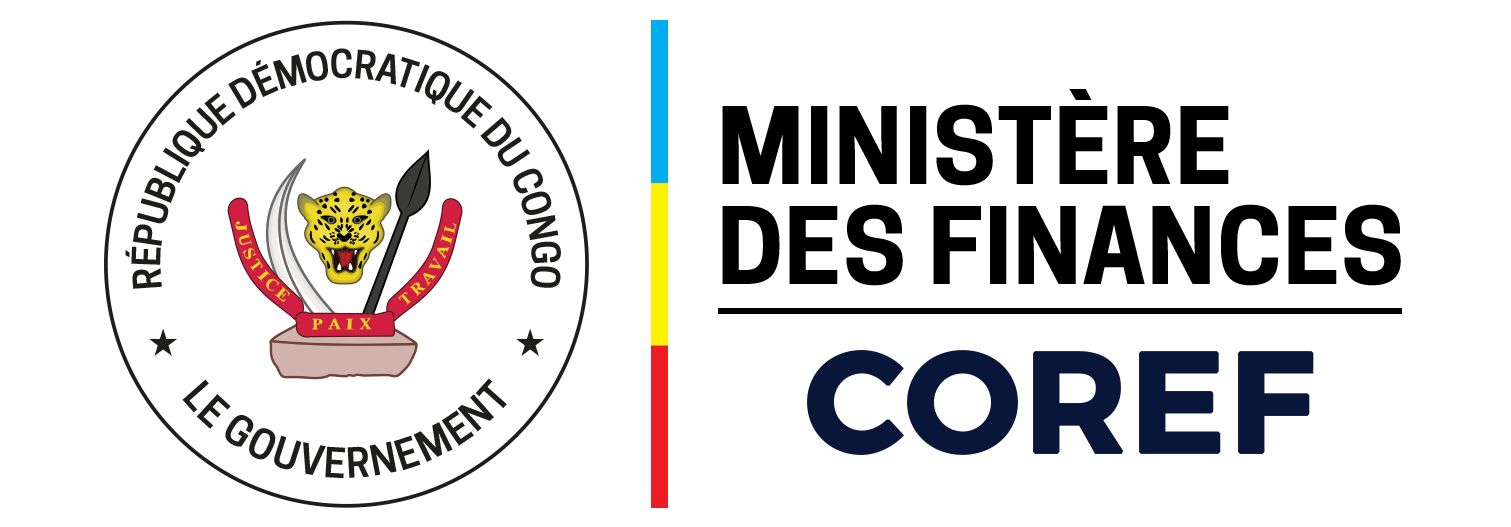 RÉPUBLIQUE DÉMOCRATIQUE DU CONGO
JUSTICE
PAIX
TRAVAIL
LE GOUVERNEMENT
MINISTÈRE
DES FINANCES
COREF